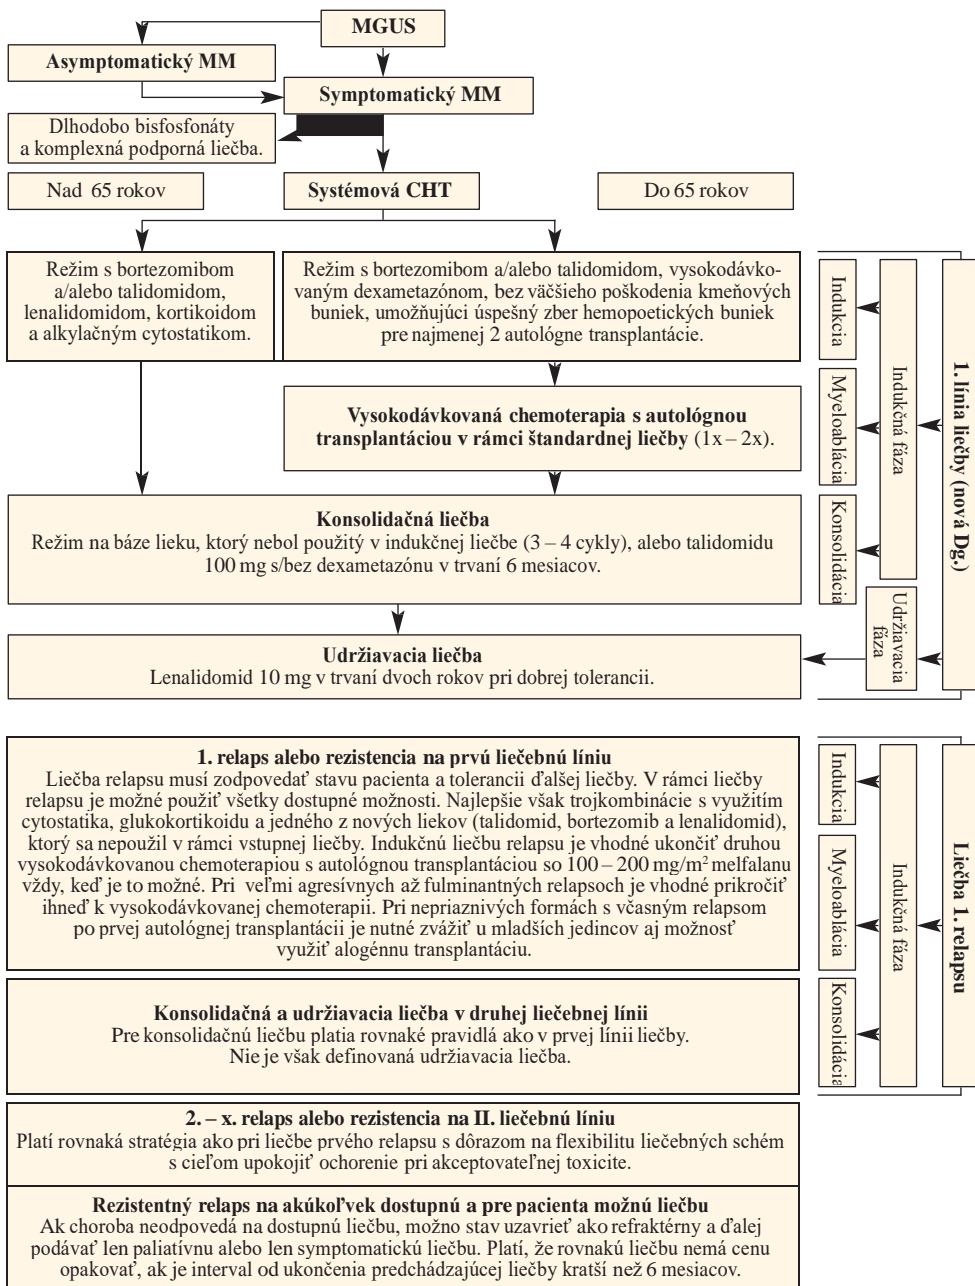 MGUS
Asymptomatický MM
Symptomatický MM
Dlhodobo bisfosfonáty
a komplexná podporná liečba.
Nad 65 rokov
Systémová CHT
Do 65 rokov
Režim s bortezomibom
a/alebo talidomidom,
lenalidomidom, kortikoidom
a alkylačným cytostatikom.
Režim s bortezomibom a/alebo talidomidom, vysokodávko-
vaným dexametazónom, bez väčšieho poškodenia kmeňových
buniek, umožňujúci úspešný zber hemopoetických buniek
pre najmenej 2 autológne transplantácie.
Vysokodávkovaná chemoterapia s autológnou
transplantáciou v rámci štandardnej liečby (1x – 2x).
Konsolidačná liečba
Režim na báze lieku, ktorý nebol použitý v indukčnej liečbe (3 – 4 cykly), alebo talidomidu
100 mg s/bez dexametazónu v trvaní 6 mesiacov.
Udržiavacia liečba
Lenalidomid 10 mg v trvaní dvoch rokov pri dobrej tolerancii.
Indukcia
Myeloablácia
Konsolidácia
Indukčná fáza
Udržiavacia
fáza
1. línia liečby (nová Dg.)
1. relaps alebo rezistencia na prvú liečebnú líniu
Liečba relapsu musí zodpovedať stavu pacienta a tolerancii ďalšej liečby. V rámci liečby
relapsu je možné použiť všetky dostupné možnosti. Najlepšie však trojkombinácie s využitím
cytostatika, glukokortikoidu a jedného z nových liekov (talidomid, bortezomib a lenalidomid),
ktorý sa nepoužil v rámci vstupnej liečby. Indukčnú liečbu relapsu je vhodné ukončiť druhou
vysokodávkovanou chemoterapiou s autológnou transplantáciou so 100 – 200 mg/m² melfalanu
vždy, keď je to možné. Pri veľmi agresívnych až fulminantných relapsoch je vhodné prikročiť
ihneď k vysokodávkovanej chemoterapii. Pri nepriaznivých formách s včasným relapsom
po prvej autológnej transplantácii je nutné zvážiť u mladších jedincov aj možnosť
využiť alogénnu transplantáciu.
Konsolidačná a udržiavacia liečba v druhej liečebnej línii
Pre konsolidačnú liečbu platia rovnaké pravidlá ako v prvej línii liečby.
Nie je však definovaná udržiavacia liečba.
Indukcia
Myeloablácia
Konsolidácia
Indukčná fáza
Liečba 1. relapsu
2. – x. relaps alebo rezistencia na II. liečebnú líniu
Platí rovnaká stratégia ako pri liečbe prvého relapsu s dôrazom na flexibilitu liečebných schém
s cieľom upokojiť ochorenie pri akceptovateľnej toxicite.
Rezistentný relaps na akúkoľvek dostupnú a pre pacienta možnú liečbu
Ak choroba neodpovedá na dostupnú liečbu, možno stav uzavrieť ako refraktérny a ďalej
podávať len paliatívnu alebo len symptomatickú liečbu. Platí, že rovnakú liečbu nemá cenu
opakovať, ak je interval od ukončenia predchádzajúcej liečby kratší než 6 mesiacov.